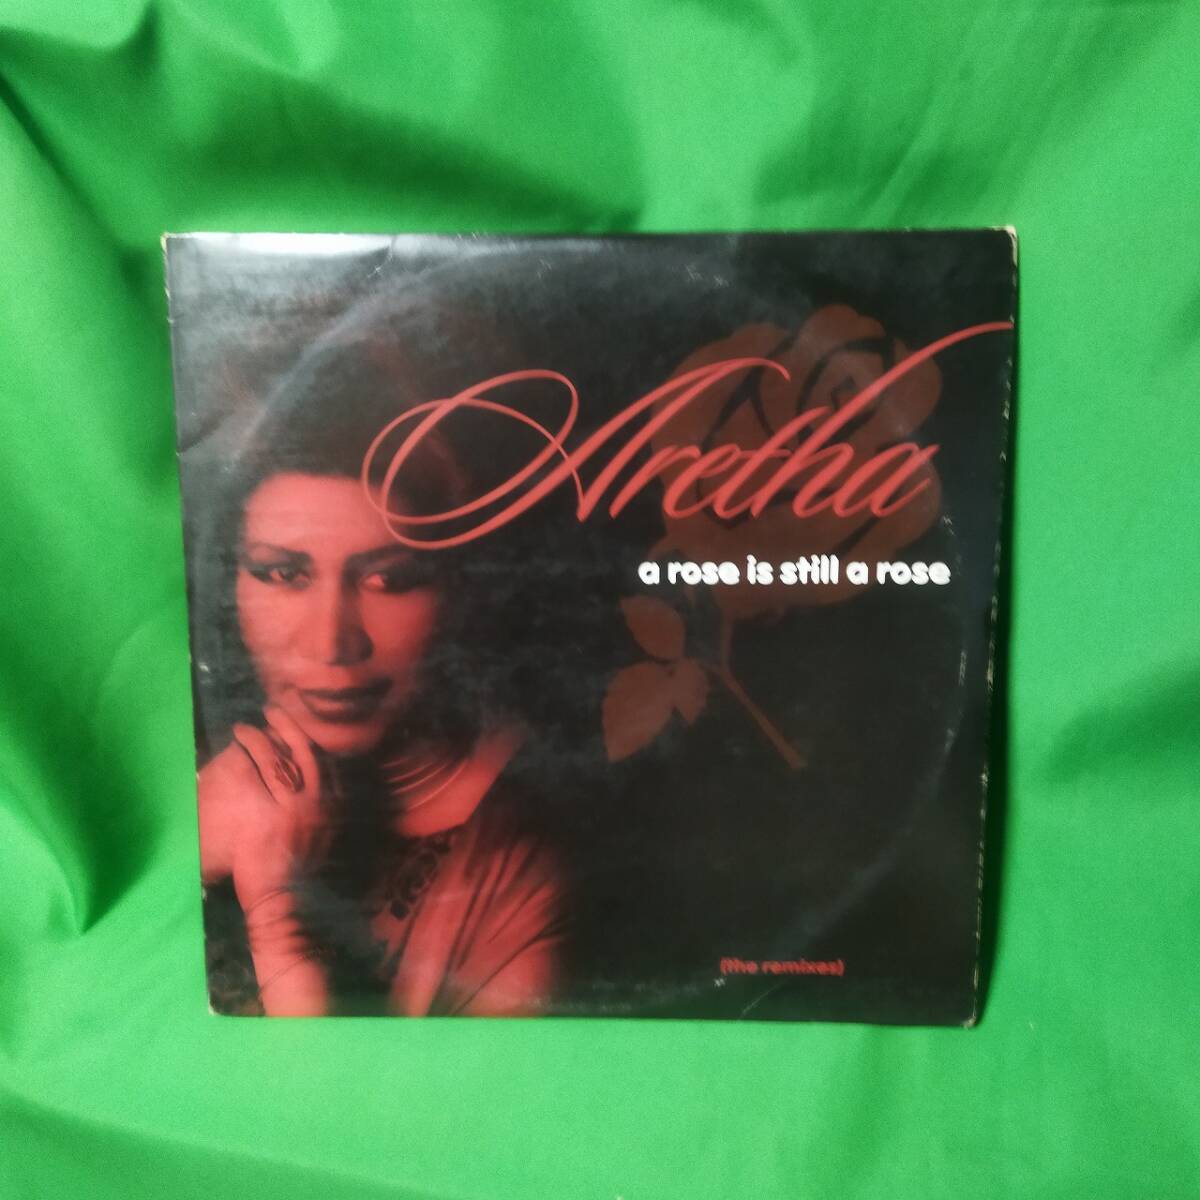 Aretha
a rose is still a rose
(the remixes)